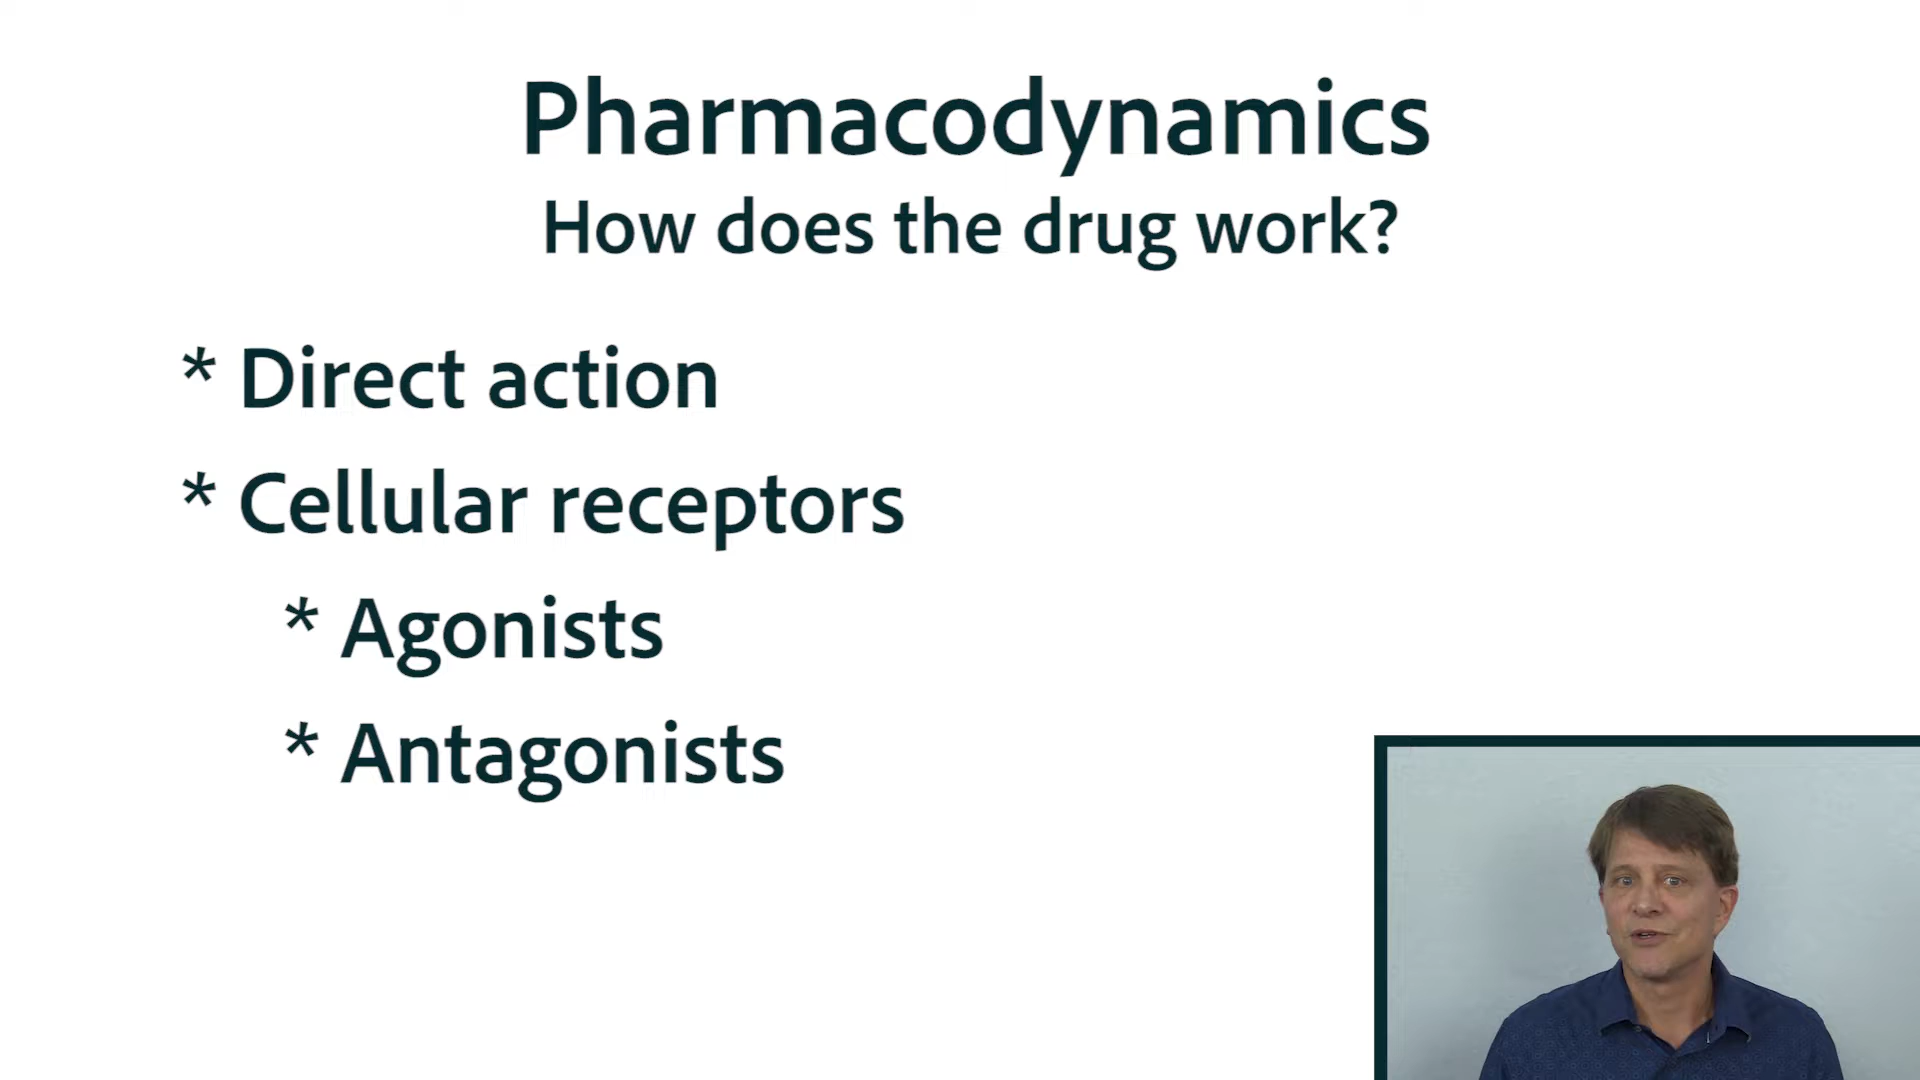 Pharmacodynamics
How does the drug work?
* Direct action
* Cellular receptors
* Agonists
* Antagonists